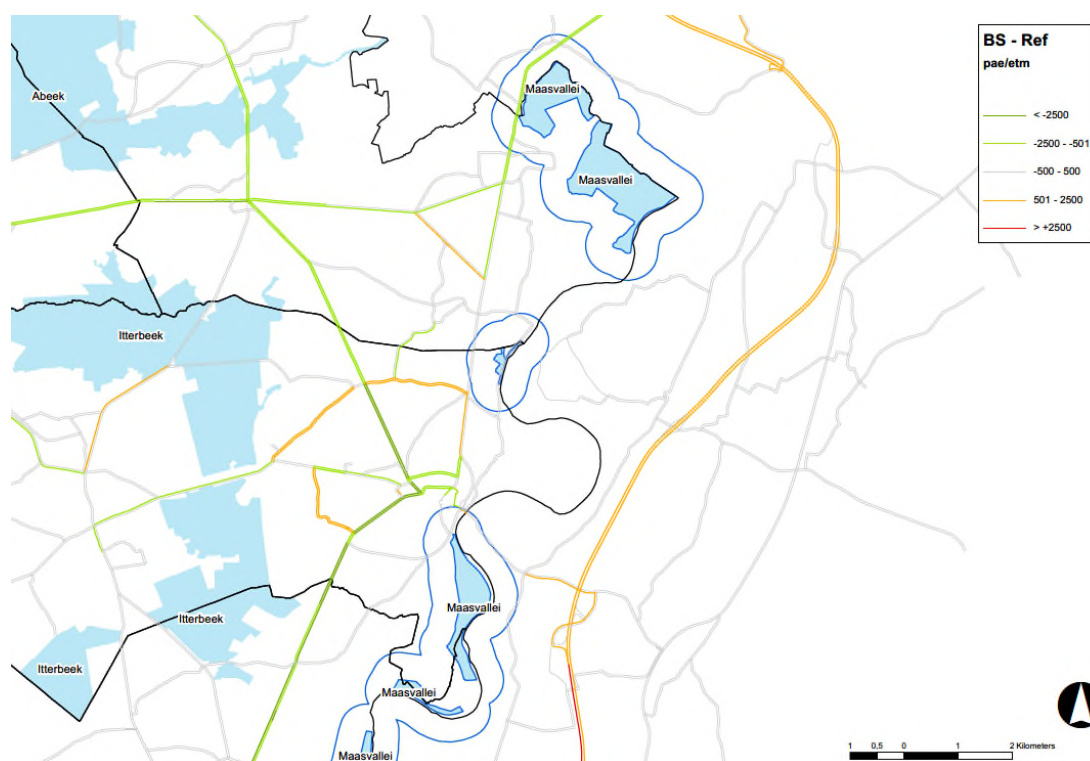 BS - Ref
pae/etm
< -2500
-2500 - -501
-500 - 500
501 - 2500
> +2500
Maasvallei
Abeek
Maasvallei
Itterbeek
Maasvallei
Itterbeek
Itterbeek
Maasvallei
Maasvallei
1 0,5 0 1 2 Kilometers